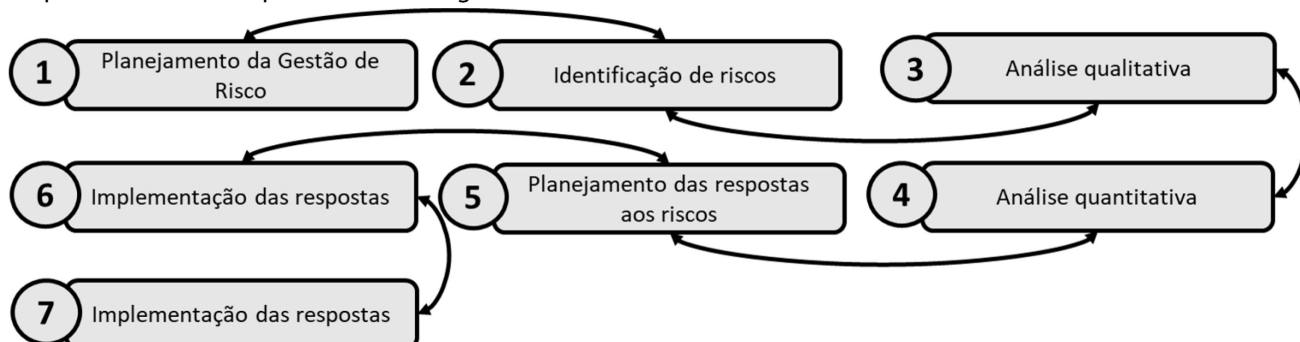 1
Planejamento da Gestão de
Risco
2
Identificação de riscos
3
Análise qualitativa
6
Implementação das respostas
5
Planejamento das respostas
aos riscos
4
Análise quantitativa
7
Implementação das respostas